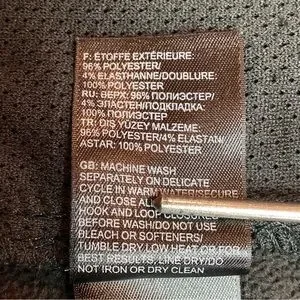 F: ÉTOFFE EXTÉRIEURE:
96% POLYESTER/
4% ELASTHANNE/DOUBLURE:
100% POLYESTER
RU: ВЕРХ: 96% ПОЛИЭСТЕР/
4% ЭЛАСТЕН/ПОДКЛАДКА:
100% ПОЛИЭСТЕР
TR: DIŞ YÜZEY MALZEME:
96% POLYESTER/4% ELASTAN/
ASTAR: 100% POLYESTER
GB: MACHINE WASH
SEPARATELY ON DELICATE
CYCLE IN WARM WATER/SECURE
AND CLOSE
HOOK AND LOOP CLOSURES
BEFORE WASH/DO NOT USE
BLEACH OR SOFTENERS/
TUMBLE DRY LOW HEAT OR FOR
BEST RESULTS, LINE DRY/DO
NOT IRON OR DRY CLEAN